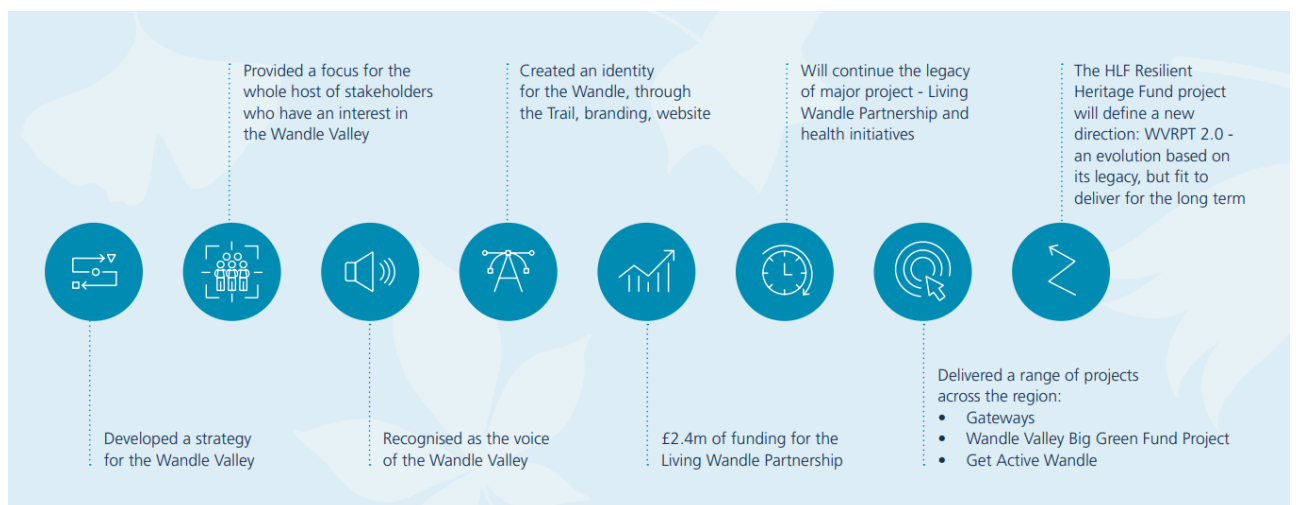 Provided a focus for the
whole host of stakeholders
who have an interest in
the Wandle Valley
Created an identity
for the Wandle, through
the Trail, branding, website
Will continue the legacy
of major project - Living
Wandle Partnership and
health initiatives
The HLF Resilient
Heritage Fund project
will define a new
direction: WVRPT 2.0 -
an evolution based on
its legacy, but fit to
deliver for the long term
Developed a strategy
for the Wandle Valley
Recognised as the voice
of the Wandle Valley
£2.4m of funding for the
Living Wandle Partnership
Delivered a range of projects
across the region:
• Gateways
• Wandle Valley Big Green Fund Project
• Get Active Wandle